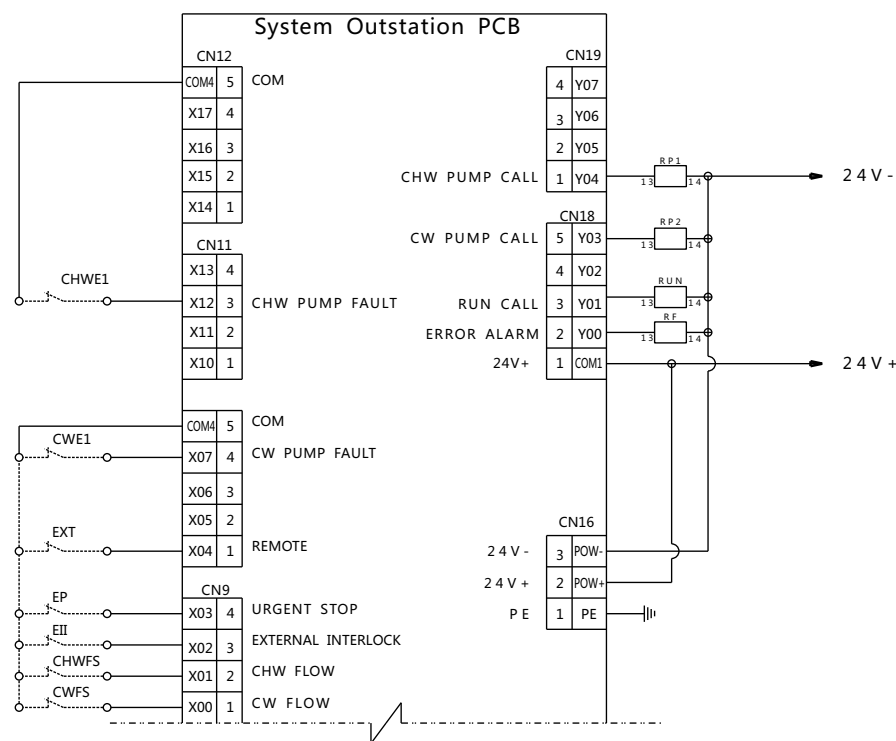 System Outstation PCB
CN12
COM4 5 COM
X17 4
X16 3
X15 2
X14 1
CN11
X13 4
CHWE1
X12 3 CHW PUMP FAULT
X11 2
X10 1
COM4 5 COM
CWE1
X07 4 CW PUMP FAULT
X06 3
X05 2
EXT
X04 1 REMOTE
CN9
EP
X03 4 URGENT STOP
EII
X02 3 EXTERNAL INTERLOCK
CHWFS
X01 2 CHW FLOW
CWFS
X00 1 CW FLOW
CN19
4 Y07
3 Y06
2 Y05
CHW PUMP CALL 1 Y04
RP1
13 14
24V-
CN18
CW PUMP CALL 5 Y03
RP2
13 14
4 Y02
RUN CALL 3 Y01
RUN
13 14
ERROR ALARM 2 Y00
RF
13 14
24V+ 1 COM1
24V+
CN16
24V- 3 POW-
24V+ 2 POW+
PE 1 PE